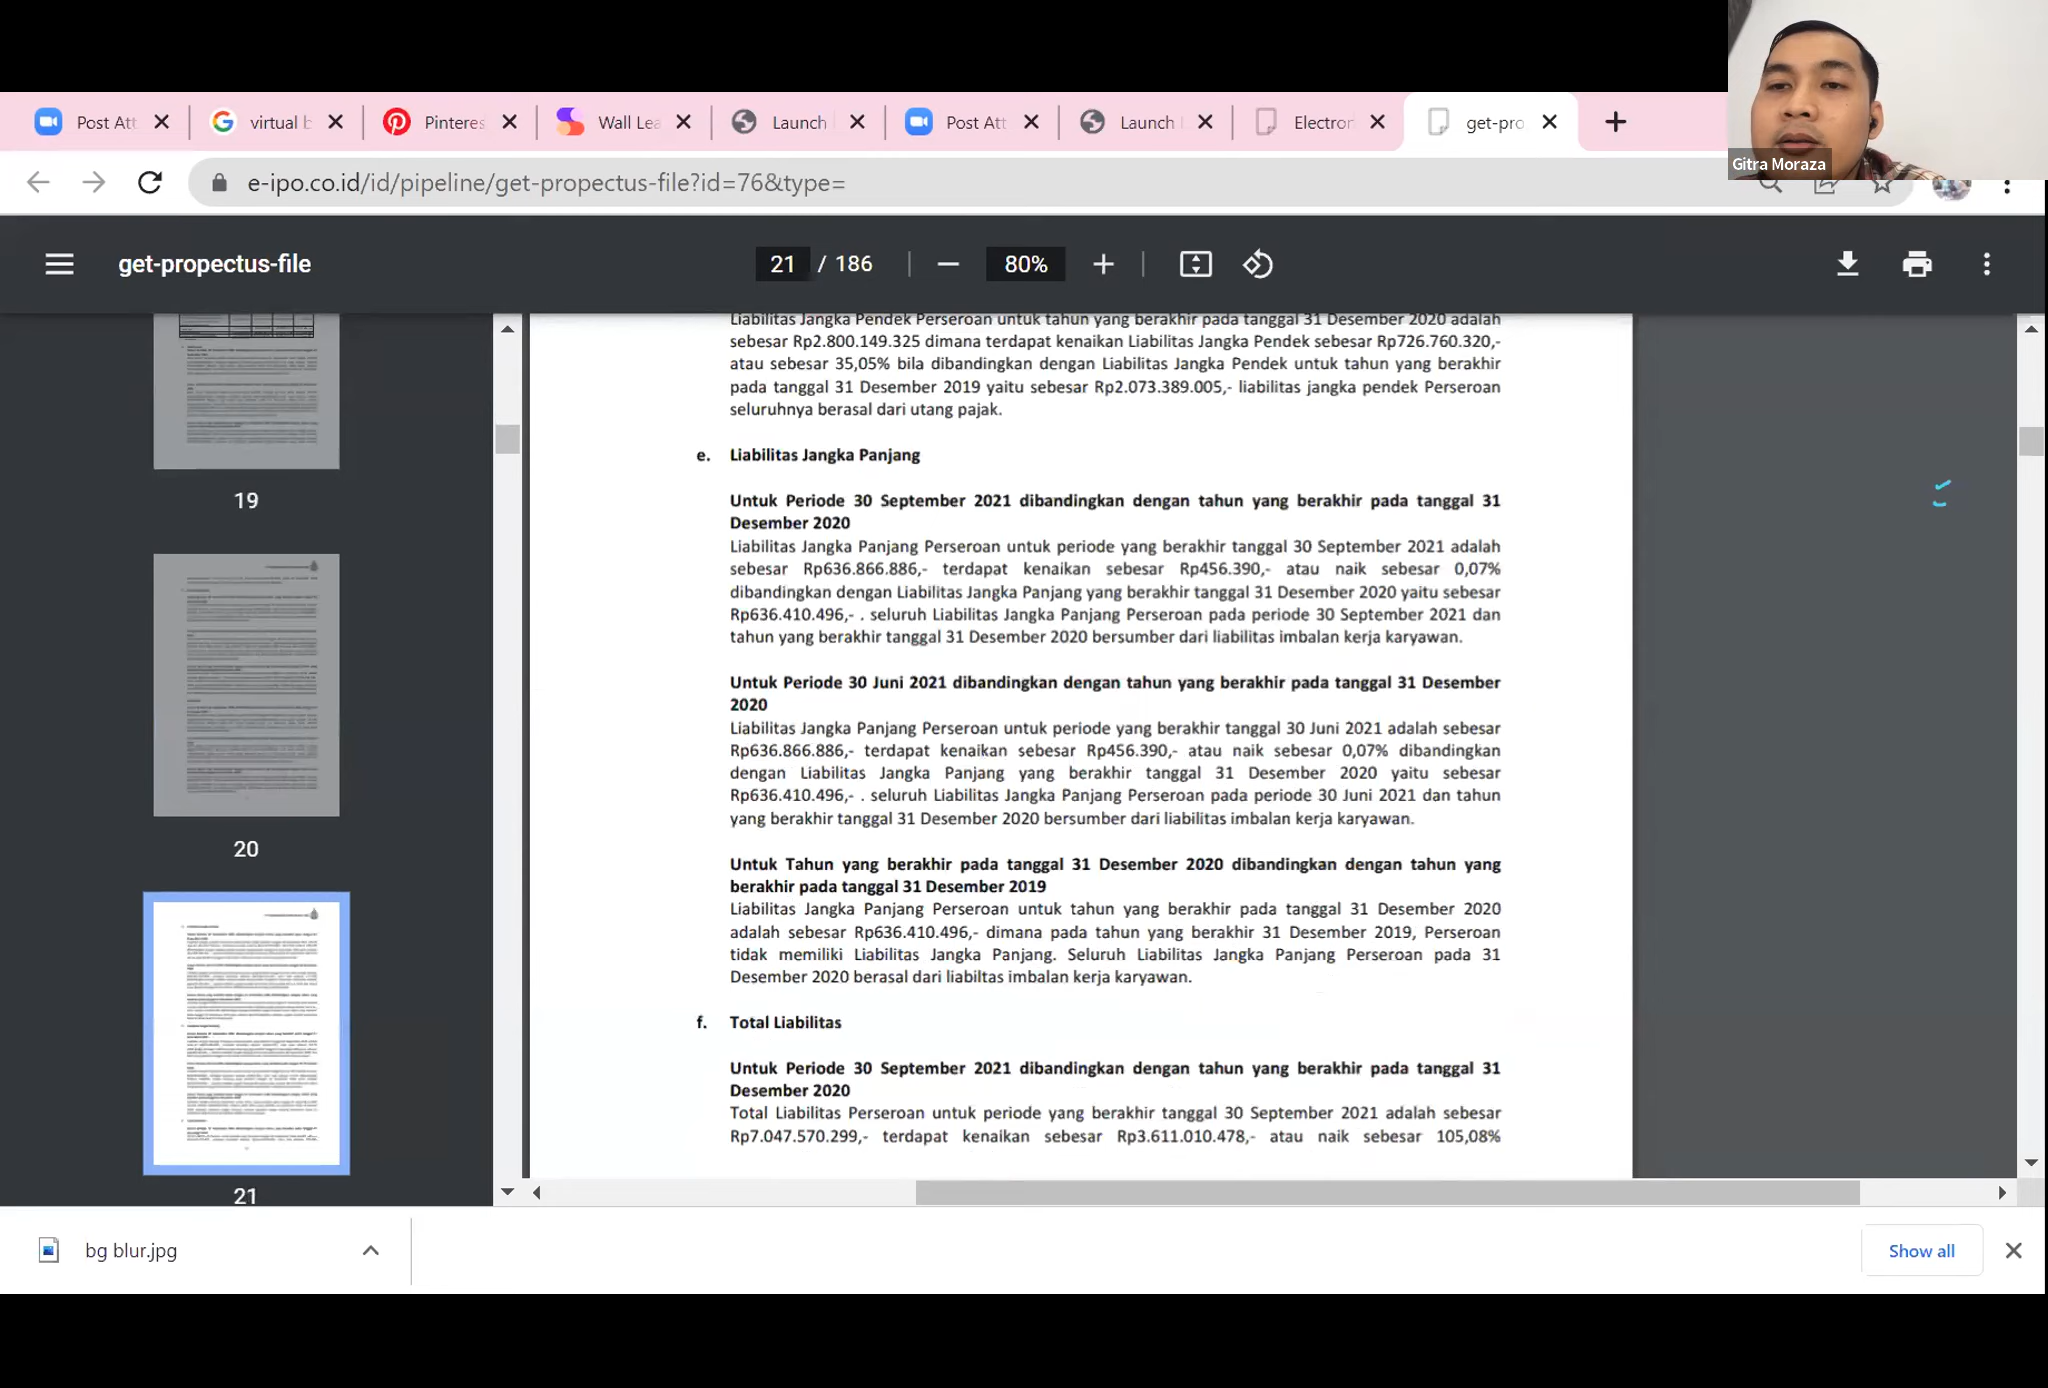 Post Att
virtual b
Pinteres
Wall Lea
Launch
Post Att
Launch
Electron
get-pro
Gitra Moraza
e-ipo.co.id/id/pipeline/get-propectus-file?id=76&type=
get-propectus-file
21 / 186
80%
19
20
21
Liabilitas Jangka Pendek Perseroan untuk tahun yang berakhir pada tanggal 31 Desember 2020 adalah
sebesar Rp2.800.149.325 dimana terdapat kenaikan Liabilitas Jangka Pendek sebesar Rp726.760.320,-
atau sebesar 35,05% bila dibandingkan dengan Liabilitas Jangka Pendek untuk tahun yang berakhir
pada tanggal 31 Desember 2019 yaitu sebesar Rp2.073.389.005,- liabilitas jangka pendek Perseroan
seluruhnya berasal dari utang pajak.
e. Liabilitas Jangka Panjang
Untuk Periode 30 September 2021 dibandingkan dengan tahun yang berakhir pada tanggal 31
Desember 2020
Liabilitas Jangka Panjang Perseroan untuk periode yang berakhir tanggal 30 September 2021 adalah
sebesar Rp636.866.886,- terdapat kenaikan sebesar Rp456.390,- atau naik sebesar 0,07%
dibandingkan dengan Liabilitas Jangka Panjang yang berakhir tanggal 31 Desember 2020 yaitu sebesar
Rp636.410.496,- . seluruh Liabilitas Jangka Panjang Perseroan pada periode 30 September 2021 dan
tahun yang berakhir tanggal 31 Desember 2020 bersumber dari liabilitas imbalan kerja karyawan.
Untuk Periode 30 Juni 2021 dibandingkan dengan tahun yang berakhir pada tanggal 31 Desember
2020
Liabilitas Jangka Panjang Perseroan untuk periode yang berakhir tanggal 30 Juni 2021 adalah sebesar
Rp636.866.886,- terdapat kenaikan sebesar Rp456.390,- atau naik sebesar 0,07% dibandingkan
dengan Liabilitas Jangka Panjang yang berakhir tanggal 31 Desember 2020 yaitu sebesar
Rp636.410.496,- . seluruh Liabilitas Jangka Panjang Perseroan pada periode 30 Juni 2021 dan tahun
yang berakhir tanggal 31 Desember 2020 bersumber dari liabilitas imbalan kerja karyawan.
Untuk Tahun yang berakhir pada tanggal 31 Desember 2020 dibandingkan dengan tahun yang
berakhir pada tanggal 31 Desember 2019
Liabilitas Jangka Panjang Perseroan untuk tahun yang berakhir pada tanggal 31 Desember 2020
adalah sebesar Rp636.410.496,- dimana pada tahun yang berakhir 31 Desember 2019, Perseroan
tidak memiliki Liabilitas Jangka Panjang. Seluruh Liabilitas Jangka Panjang Perseroan pada 31
Desember 2020 berasal dari liabiltas imbalan kerja karyawan.
f. Total Liabilitas
Untuk Periode 30 September 2021 dibandingkan dengan tahun yang berakhir pada tanggal 31
Desember 2020
Total Liabilitas Perseroan untuk periode yang berakhir tanggal 30 September 2021 adalah sebesar
Rp7.047.570.299,- terdapat kenaikan sebesar Rp3.611.010.478,- atau naik sebesar 105,08%
bg blur.jpg
Show all